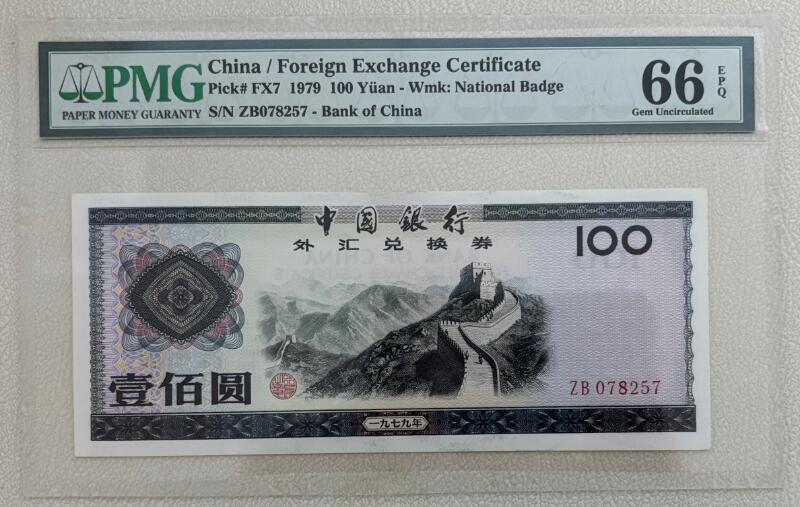 PMG
PAPER MONEY GUARANTY
China / Foreign Exchange Certificate
Pick# FX7 1979 100 Yüan - Wmk: National Badge
S/N ZB078257 - Bank of China
66 EPQ
Gem Uncirculated
中國銀行
外汇兑换券
100
壹佰圆
ZB 078257
一九七九年